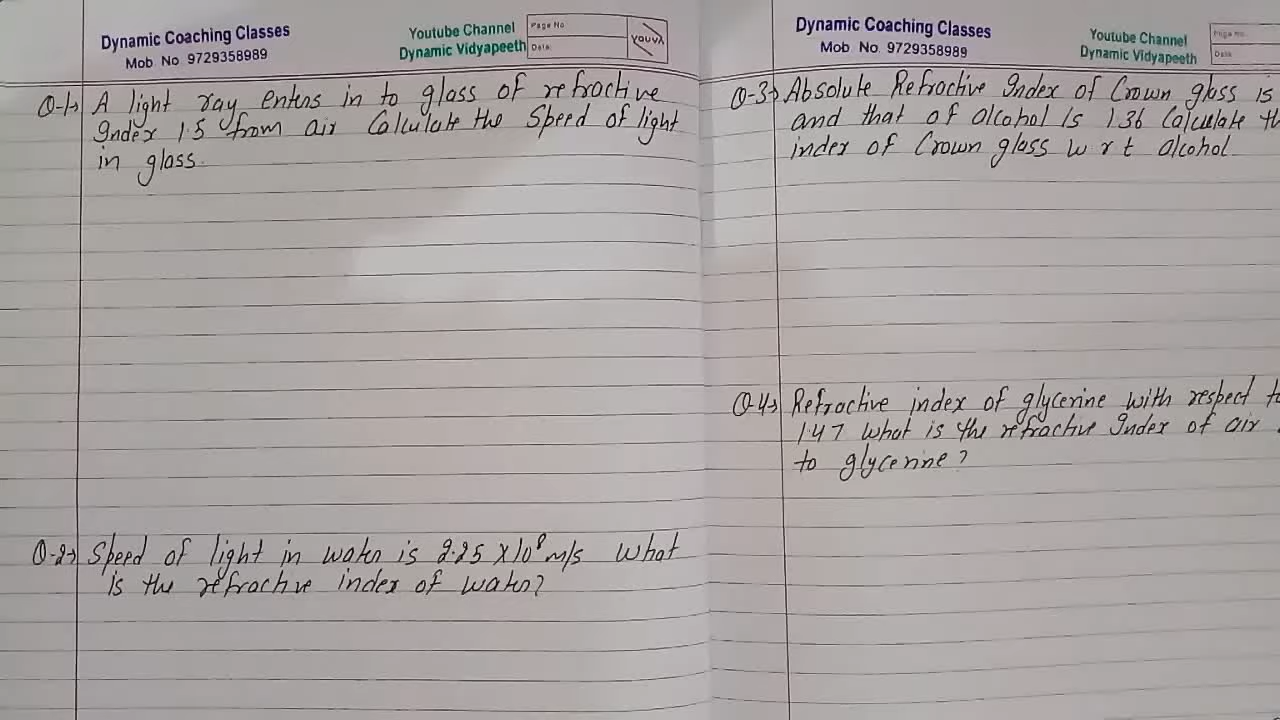 Dynamic Coaching Classes
Mob. No. 9729358989
Youtube Channel
Dynamic Vidyapeeth
Page No
Date
YOUVA
Q-1→ A light ray enters in to glass of refractive
Index 1.5 from air Calculate the Speed of light
in glass.
Q-2→ Speed of light in water is 2.25 x 10⁸ m/s What
is the refractive index of water?
Dynamic Coaching Classes
Mob. No. 9729358989
Youtube Channel
Dynamic Vidyapeeth
Page No.
Date
Q-3→ Absolute Refractive Index of Crown glass is
and that of alcohol is 1.36 Calculate
index of Crown glass w r t alcohol
Q-4→ Refractive index of glycerine with respect
1.47 What is the refractive Index of air
to glycerine?